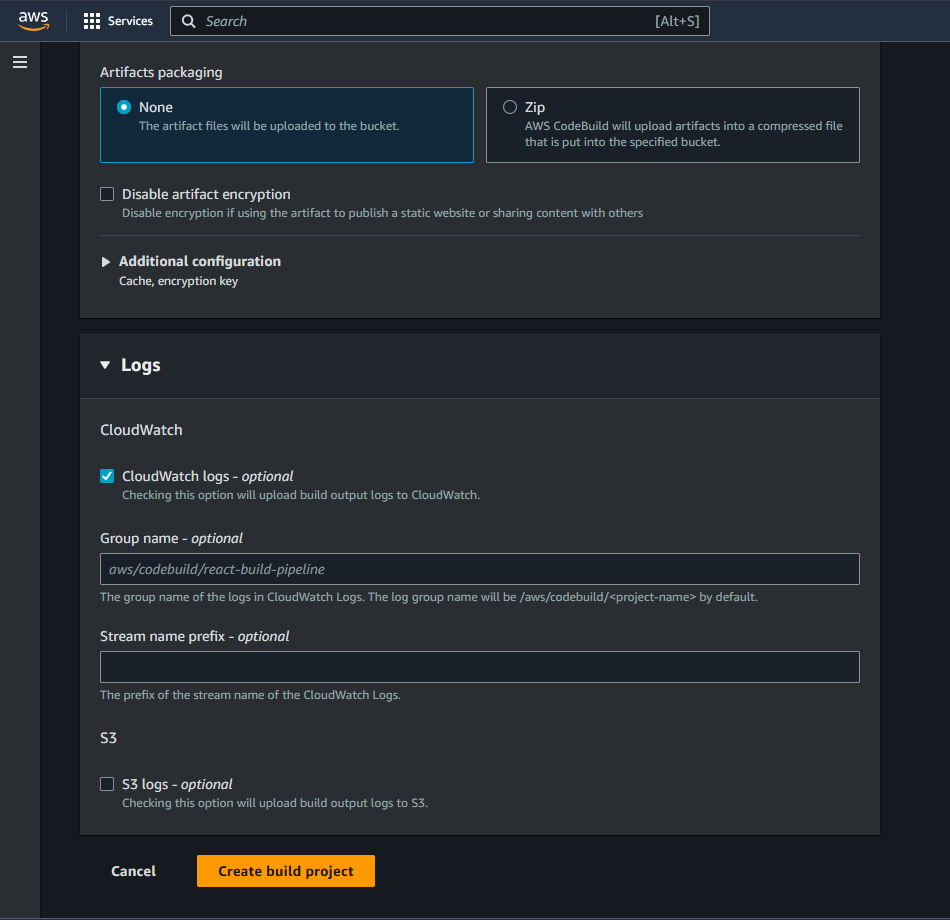 aws
Services
Search
[Alt+S]
Artifacts packaging
None
The artifact files will be uploaded to the bucket.
Zip
AWS CodeBuild will upload artifacts into a compressed file
that is put into the specified bucket.
Disable artifact encryption
Disable encryption if using the artifact to publish a static website or sharing content with others
Additional configuration
Cache, encryption key
Logs
CloudWatch
CloudWatch logs - optional
Checking this option will upload build output logs to CloudWatch.
Group name - optional
aws/codebuild/react-build-pipeline
The group name of the logs in CloudWatch Logs. The log group name will be /aws/codebuild/<project-name> by default.
Stream name prefix - optional
The prefix of the stream name of the CloudWatch Logs.
S3
S3 logs - optional
Checking this option will upload build output logs to S3.
Cancel
Create build project